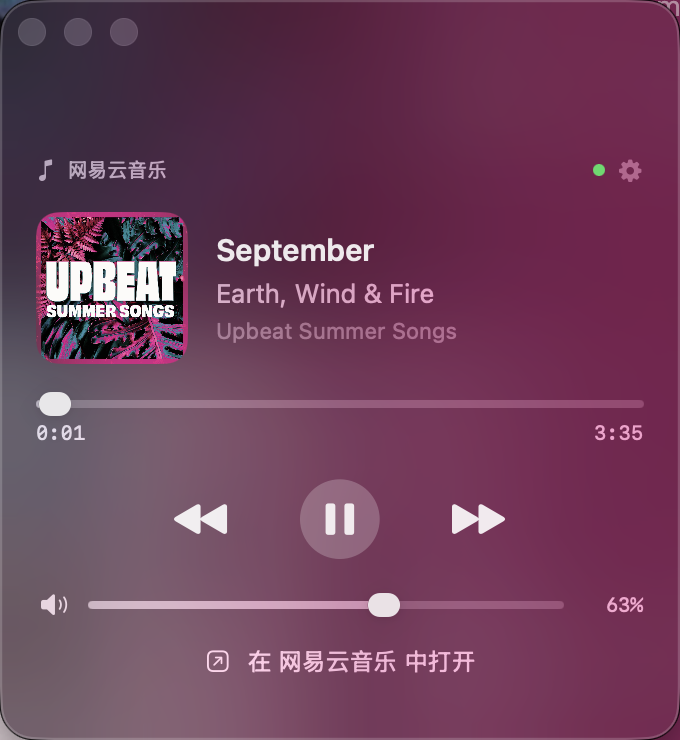 网易云音乐
UPBEAT
SUMMER SONGS
September
Earth, Wind & Fire
Upbeat Summer Songs
0:01
3:35
63%
在 网易云音乐 中打开